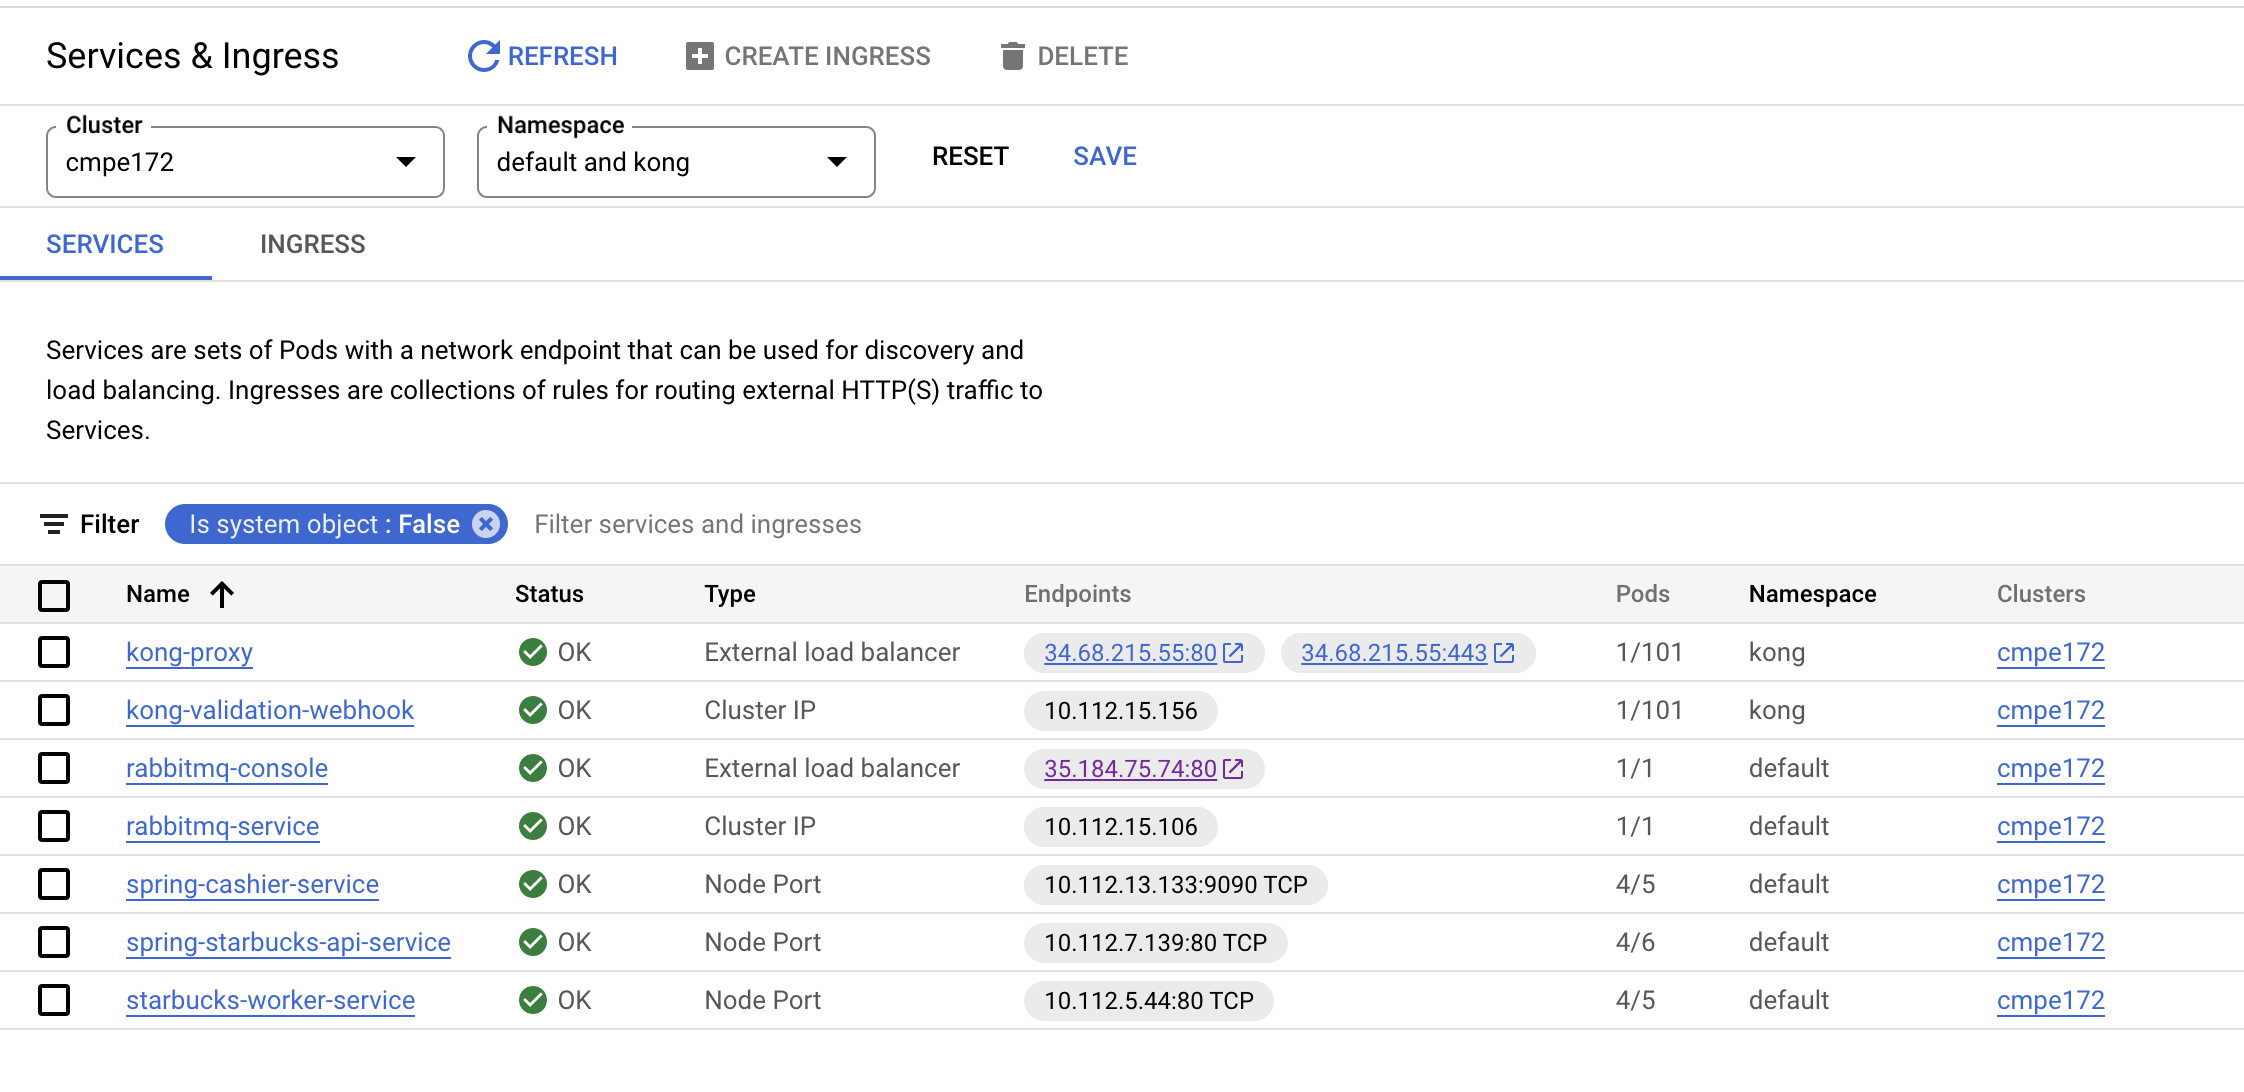 Services & Ingress REFRESH CREATE INGRESS DELETE
Cluster Namespace
cmpe172 default and kong RESET SAVE
SERVICES INGRESS
Services are sets of Pods with a network endpoint that can be used for discovery and
load balancing. Ingresses are collections of rules for routing external HTTP(S) traffic to
Services.
Filter Is system object : False Filter services and ingresses
Name Status Type Endpoints Pods Namespace Clusters
kong-proxy OK External load balancer 34.68.215.55:80 34.68.215.55:443 1/101 kong cmpe172
kong-validation-webhook OK Cluster IP 10.112.15.156 1/101 kong cmpe172
rabbitmq-console OK External load balancer 35.184.75.74:80 1/1 default cmpe172
rabbitmq-service OK Cluster IP 10.112.15.106 1/1 default cmpe172
spring-cashier-service OK Node Port 10.112.13.133:9090 TCP 4/5 default cmpe172
spring-starbucks-api-service OK Node Port 10.112.7.139:80 TCP 4/6 default cmpe172
starbucks-worker-service OK Node Port 10.112.5.44:80 TCP 4/5 default cmpe172